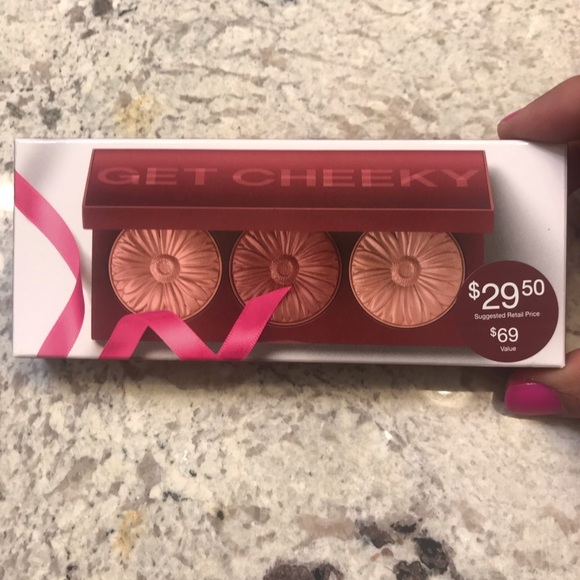 GET CHEEKY
$29.50
Suggested Retail Price
$69
Value